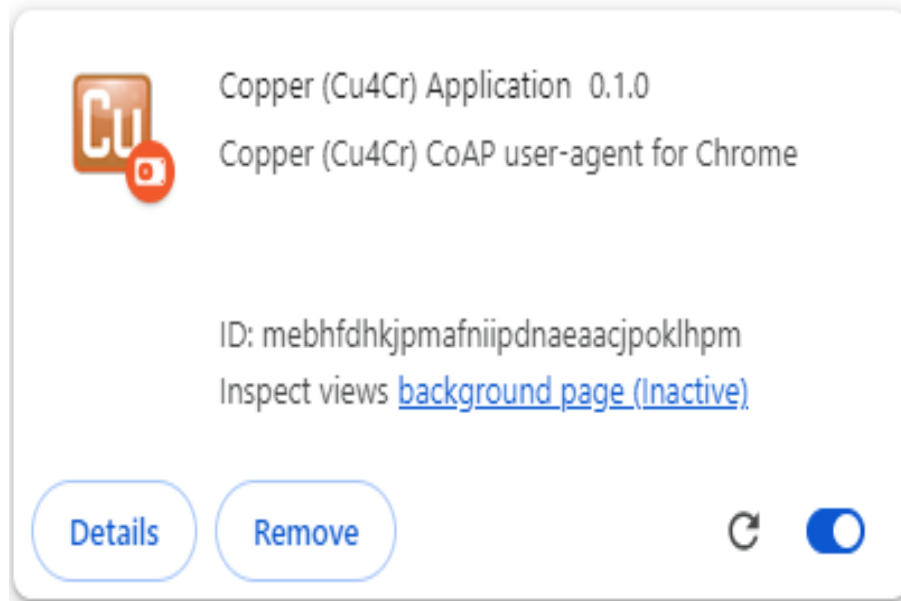 Cu
Copper (Cu4Cr) Application 0.1.0
Copper (Cu4Cr) CoAP user-agent for Chrome
ID: mebhfdhkjpmafniipdnaeaacjpoklhpm
Inspect views background page (Inactive)
Details
Remove